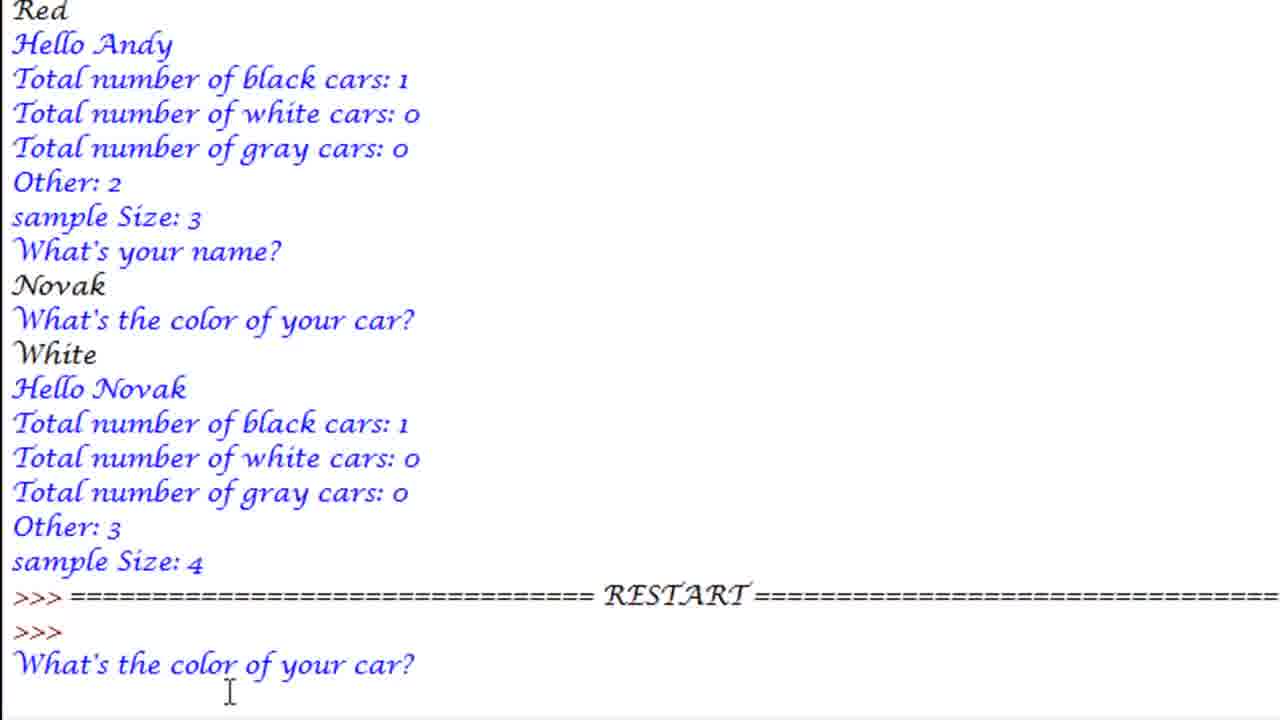 Red
Hello Andy
Total number of black cars: 1
Total number of white cars: 0
Total number of gray cars: 0
Other: 2
sample Size: 3
What's your name?
Novak
What's the color of your car?
White
Hello Novak
Total number of black cars: 1
Total number of white cars: 0
Total number of gray cars: 0
Other: 3
sample Size: 4
>>> ================================ RESTART ================================
>>>
What's the color of your car?